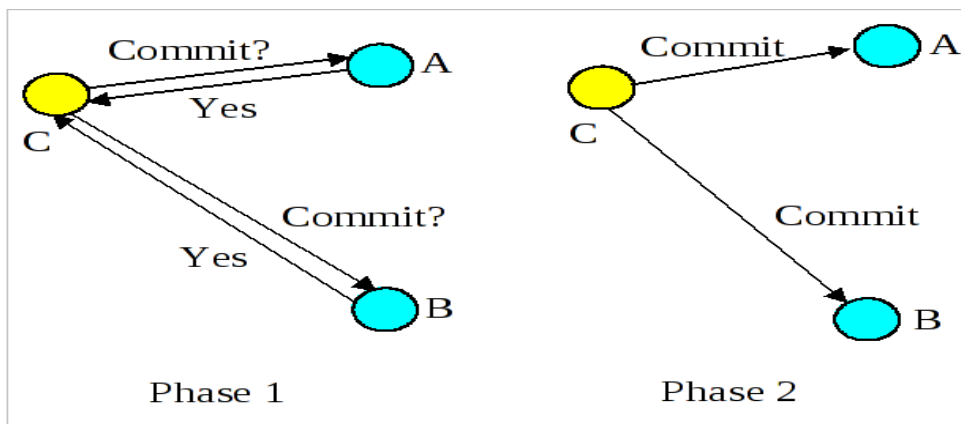 Commit?
A
Yes
C
Commit?
Yes
B
Phase 1
Commit
A
C
Commit
B
Phase 2